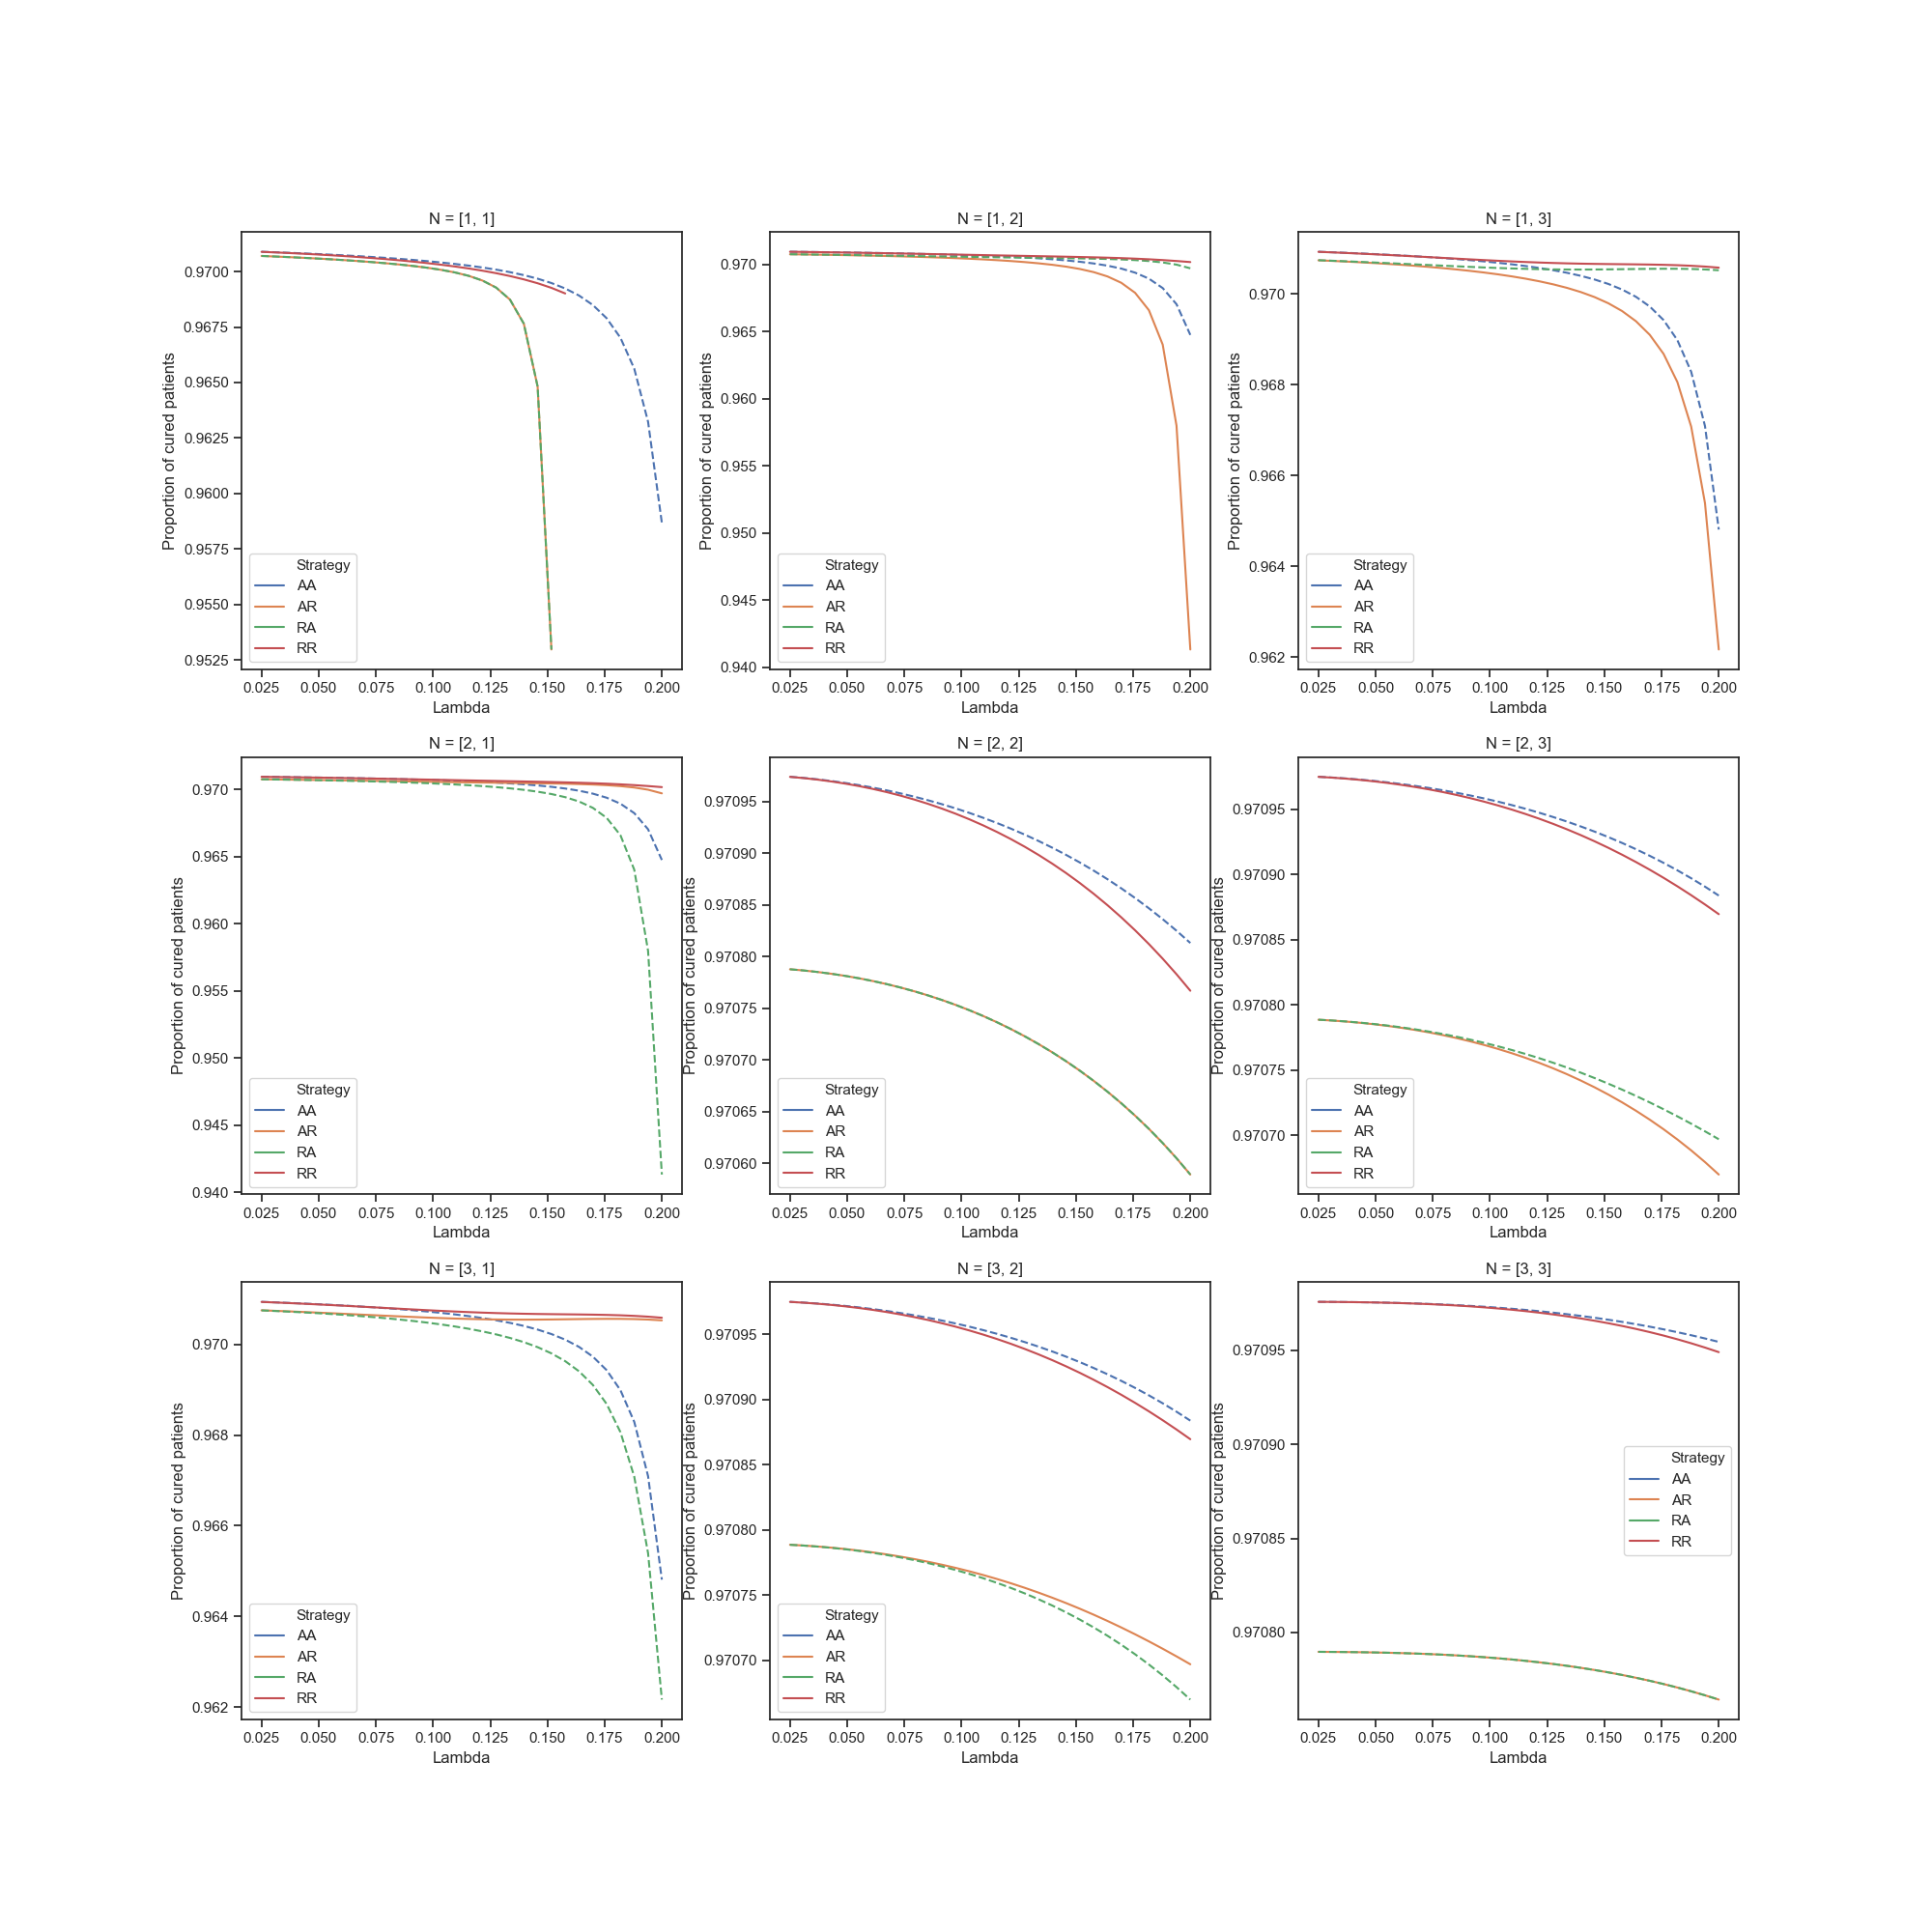 N = [1, 1]
Proportion of cured patients
0.9700
0.9675
0.9650
0.9625
0.9600
0.9575
0.9550
0.9525
Strategy
AA
AR
RA
RR
0.025 0.050 0.075 0.100 0.125 0.150 0.175 0.200
Lambda
N = [1, 2]
Proportion of cured patients
0.970
0.965
0.960
0.955
0.950
0.945
0.940
Strategy
AA
AR
RA
RR
0.025 0.050 0.075 0.100 0.125 0.150 0.175 0.200
Lambda
N = [1, 3]
Proportion of cured patients
0.970
0.968
0.966
0.964
0.962
Strategy
AA
AR
RA
RR
0.025 0.050 0.075 0.100 0.125 0.150 0.175 0.200
Lambda
N = [2, 1]
Proportion of cured patients
0.970
0.965
0.960
0.955
0.950
0.945
0.940
Strategy
AA
AR
RA
RR
0.025 0.050 0.075 0.100 0.125 0.150 0.175 0.200
Lambda
N = [2, 2]
Proportion of cured patients
0.97095
0.97090
0.97085
0.97080
0.97075
0.97070
0.97065
0.97060
Strategy
AA
AR
RA
RR
0.025 0.050 0.075 0.100 0.125 0.150 0.175 0.200
Lambda
N = [2, 3]
Proportion of cured patients
0.97095
0.97090
0.97085
0.97080
0.97075
0.97070
Strategy
AA
AR
RA
RR
0.025 0.050 0.075 0.100 0.125 0.150 0.175 0.200
Lambda
N = [3, 1]
Proportion of cured patients
0.970
0.968
0.966
0.964
0.962
Strategy
AA
AR
RA
RR
0.025 0.050 0.075 0.100 0.125 0.150 0.175 0.200
Lambda
N = [3, 2]
Proportion of cured patients
0.97095
0.97090
0.97085
0.97080
0.97075
0.97070
Strategy
AA
AR
RA
RR
0.025 0.050 0.075 0.100 0.125 0.150 0.175 0.200
Lambda
N = [3, 3]
Proportion of cured patients
0.97095
0.97090
0.97085
0.97080
Strategy
AA
AR
RA
RR
0.025 0.050 0.075 0.100 0.125 0.150 0.175 0.200
Lambda